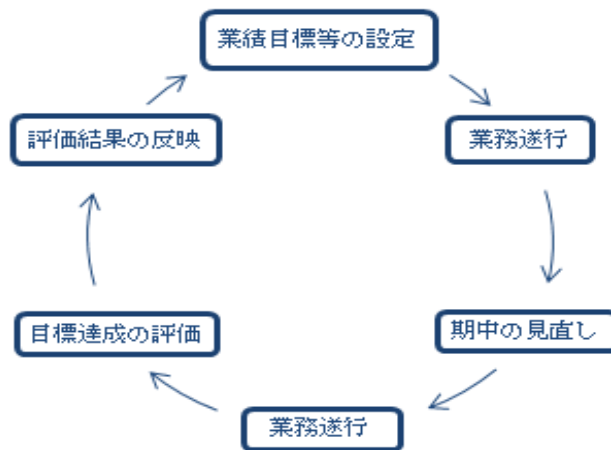 業績目標等の設定
業務遂行
期中の見直し
業務遂行
目標達成の評価
評価結果の反映